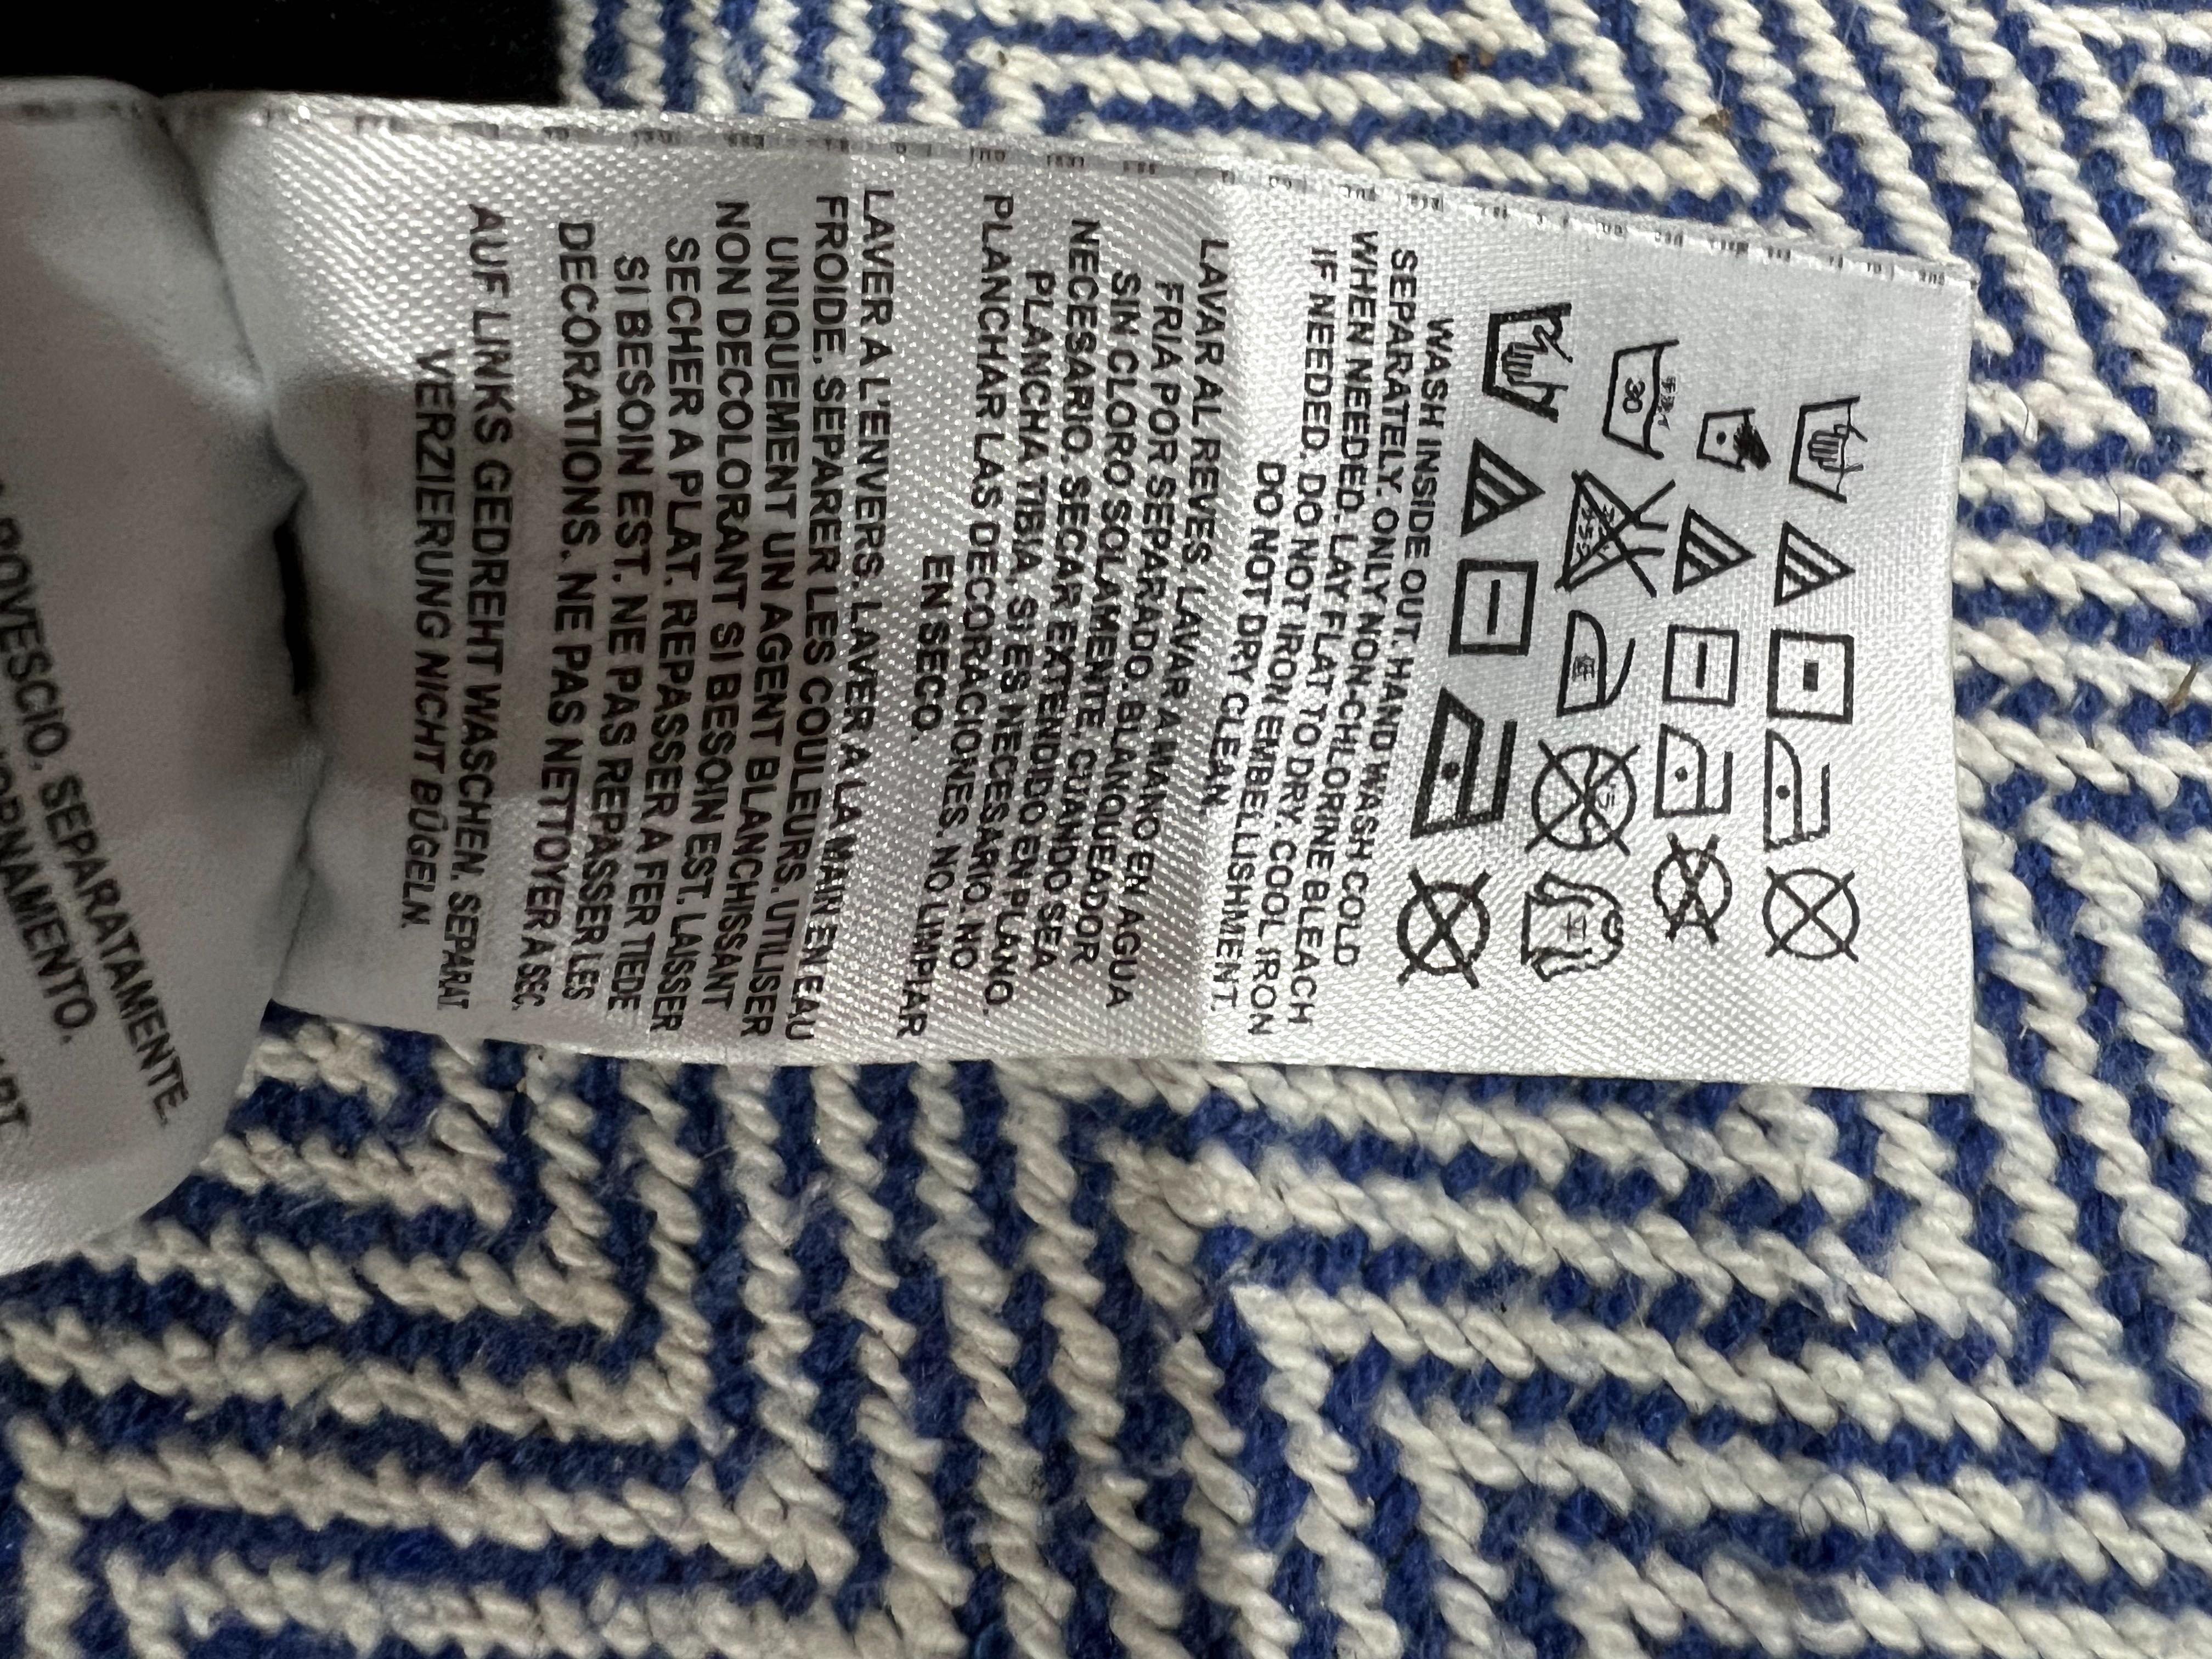 30
WASH INSIDE OUT. HAND WASH COLD
SEPARATELY. ONLY NON-CHLORINE BLEACH
WHEN NEEDED. LAY FLAT TO DRY. COOL IRON
IF NEEDED. DO NOT IRON EMBELLISHMENT.
DO NOT DRY CLEAN.
LAVAR AL REVES. LAVAR A MANO EN AGUA
FRIA POR SEPARADO. BLANQUEADOR
SIN CLORO SOLAMENTE, CUANDO SEA
NECESARIO. SECAR EXTENDIDO EN PLANO.
PLANCHA TIBIA, SI ES NECESARIO. NO
PLANCHAR LAS DECORACIONES. NO LIMPIAR
EN SECO.
LAVER A L'ENVERS. LAVER A LA MAIN EN EAU
FROIDE. SEPARER LES COULEURS. UTILISER
UNIQUEMENT UN AGENT BLANCHISSANT
NON DECOLORANT SI BESOIN EST. LAISSER
SECHER A PLAT. REPASSER A FER TIEDE
SI BESOIN EST. NE PAS REPASSER LES
DECORATIONS. NE PAS NETTOYER A SEC.
AUF LINKS GEDREHT WASCHEN. SEPARAT
VERZIERUNG NICHT BÜGELN.
ROVESCIO. SEPARATAMENTE.
ORNAMENTO.